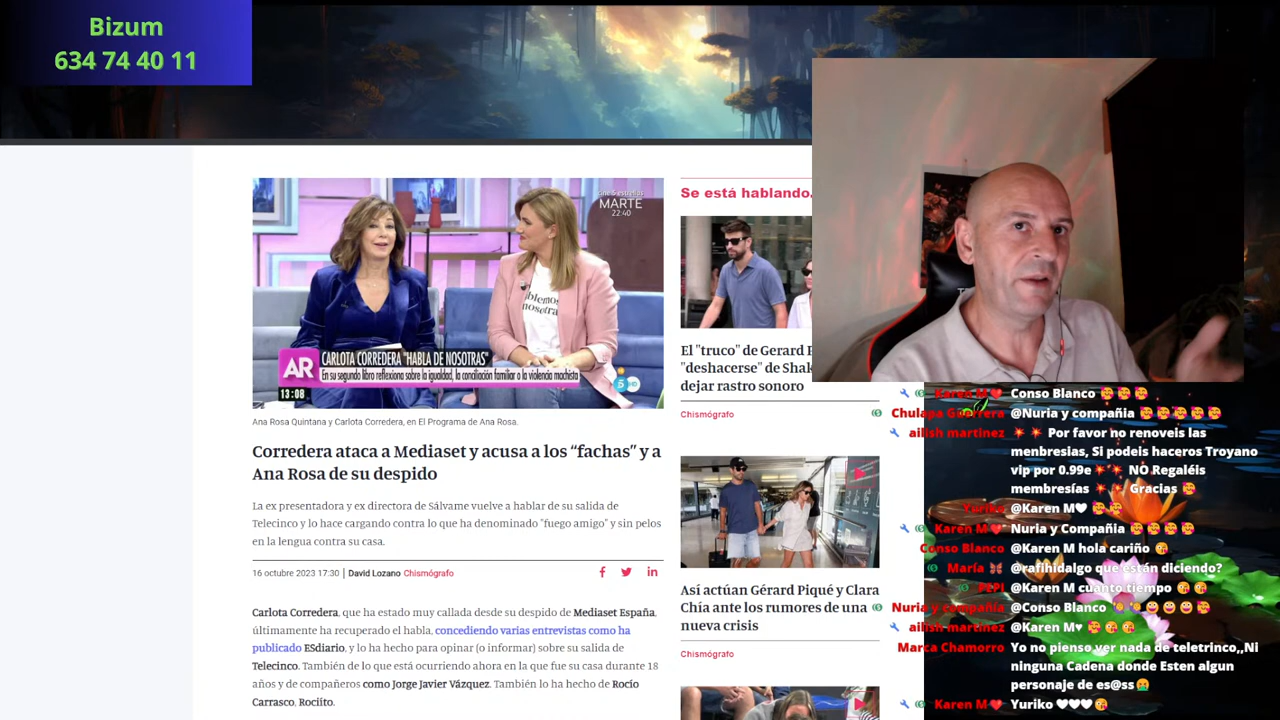 Bizum
634 74 40 11
cine 5 estrellas
MARTE
22:40
AR
CARLOTA CORREDERA "HABLA DE NOSOTRAS"
En su segundo libro reflexiona sobre la igualdad, la conciliación familiar o la violencia machista
13:08
Ana Rosa Quintana y Carlota Corredera, en El Programa de Ana Rosa.
Corredera ataca a Mediaset y acusa a los “fachas” y a
Ana Rosa de su despido
La ex presentadora y ex directora de Sálvame vuelve a hablar de su salida de
Telecinco y lo hace cargando contra lo que ha denominado "fuego amigo" y sin pelos
en la lengua contra su casa.
16 octubre 2023 17:30 | David Lozano Chismógrafo
Carlota Corredera, que ha estado muy callada desde su despido de Mediaset España,
últimamente ha recuperado el habla, concediendo varias entrevistas como ha
publicado ESdiario, y lo ha hecho para opinar (o informar) sobre su salida de
Telecinco. También de lo que está ocurriendo ahora en la que fue su casa durante 18
años y de compañeros como Jorge Javier Vázquez. También lo ha hecho de Rocío
Carrasco, Rociíto.
Se está hablando.
El "truco" de Gerard P
"deshacerse" de Shak
dejar rastro sonoro
Chismógrafo
Así actúan Gérard Piqué y Clara
Chía ante los rumores de una
nueva crisis
Chismógrafo
Karen M❤️ Conso Blanco 🥰🥰🥰
Chulapa Guerrera @Nuria y compañia 🥰🥰🥰🥰🥰
ailish martinez 💥💥 Por favor no renoveis las
menbresias, Si podeis haceros Troyano
vip por 0.99e 💥💥 NO Regaléis
membresías 💥💥 Gracias 🥰
Yuriko @Karen M🤍 🥰🥰
Karen M❤️ Nuria y Compañia 🥰🥰🥰🥰
Conso Blanco @Karen M hola cariño 😘
María 🦋 @rafihidalgo que están diciendo?
PEPI @Karen M cuanto tiempo 😘😘
Nuria y compañia @Conso Blanco 👋👋😀😀😀🥰
ailish martinez @Karen M♥ 🥰😘😘
Marca Chamorro Yo no pienso ver nada de teletrinco,,Ni
ninguna Cadena donde Esten algun
personaje de es@ss🤮
Karen M❤️ Yuriko 🤍🤍🤍😘